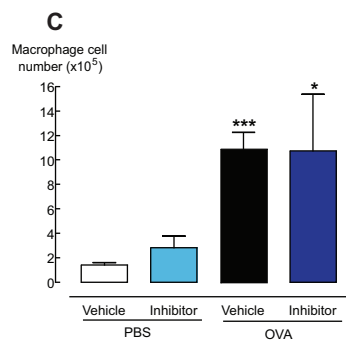 C
Macrophage cell
number (x10⁵)
16
14
12
10
8
6
4
2
0
***
*
Vehicle Inhibitor Vehicle Inhibitor
PBS OVA